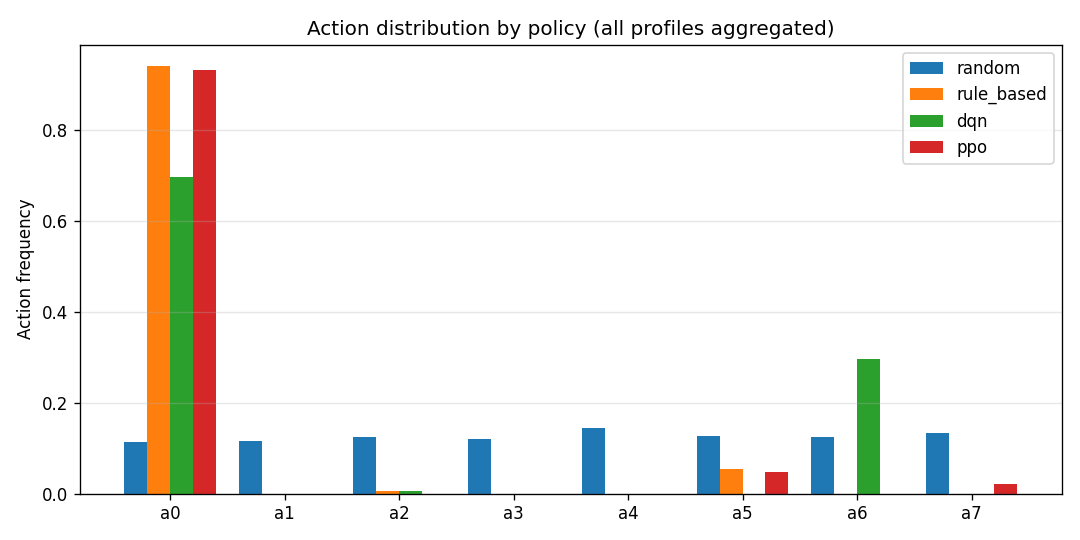 Action distribution by policy (all profiles aggregated)
random
rule_based
dqn
ppo
Action frequency
0.8
0.6
0.4
0.2
0.0
a0 a1 a2 a3 a4 a5 a6 a7